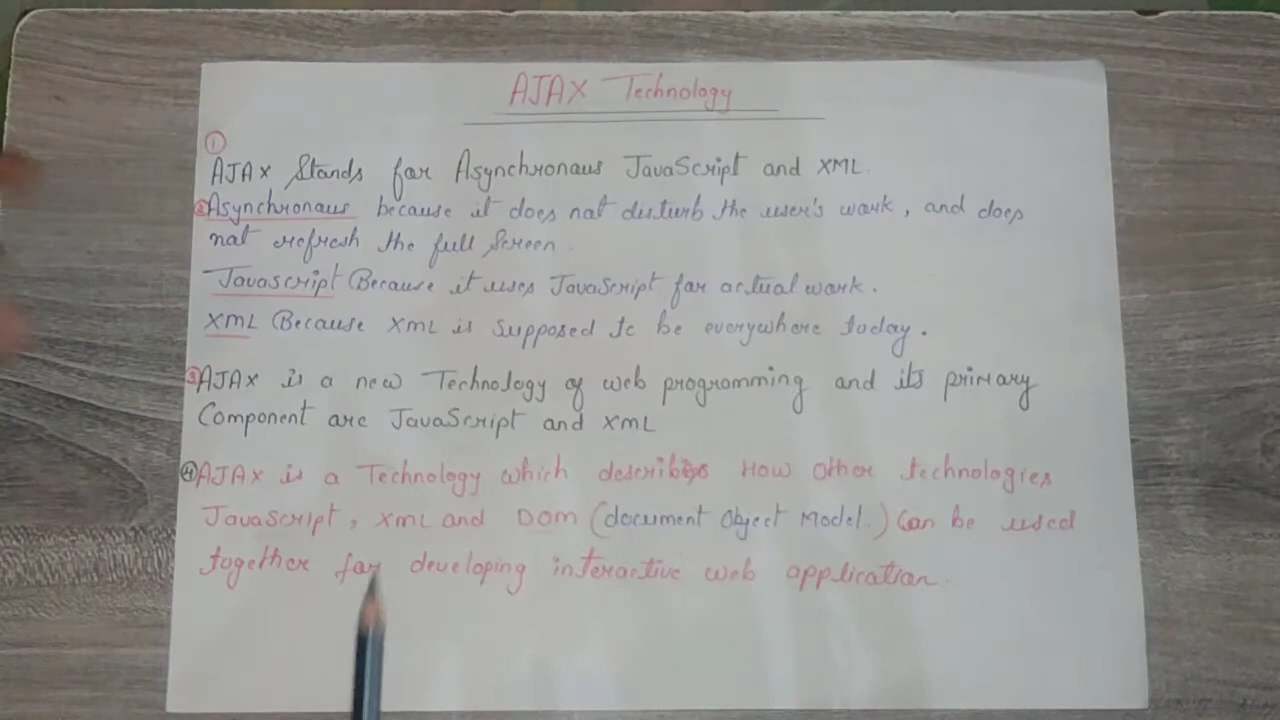 AJAX Technology
①
AJAX Stands for Asynchronous JavaScript and XML.
②Asynchronous because it does not disturb the user's work, and does
not refresh the full Screen.
Javascript (Because it uses JavaScript for actual work.
XML (Because XML is supposed to be everywhere today.
③AJAX is a new Technology of web programming and its primary
Component are JavaScript and XML
④AJAX is a Technology which describes How other technologies
JavaScript, XML and DOM (document Object Model.) Can be used
together for developing interactive web application.